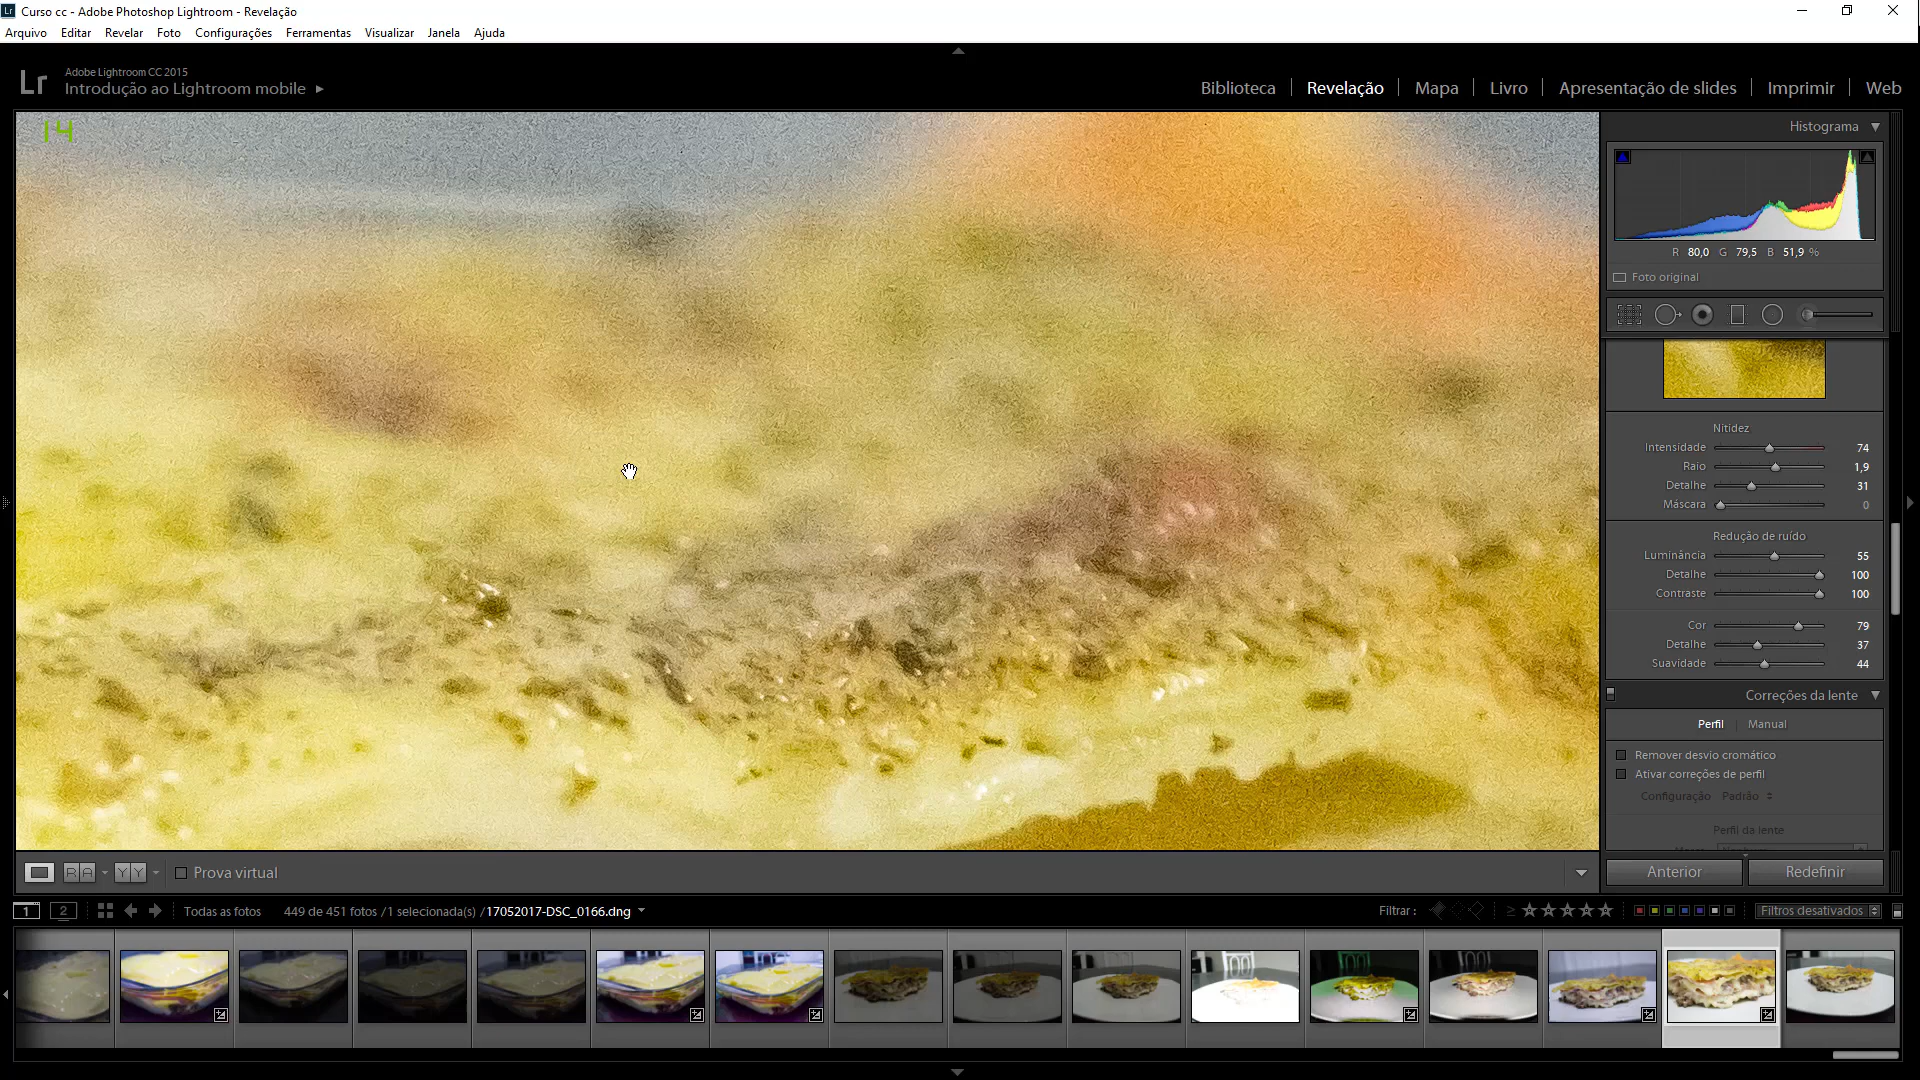 Curso cc - Adobe Photoshop Lightroom - Revelação
Arquivo Editar Revelar Foto Configurações Ferramentas Visualizar Janela Ajuda
Lr
Adobe Lightroom CC 2015
Introdução ao Lightroom mobile
Biblioteca Revelação Mapa Livro Apresentação de slides Imprimir Web
14
Histograma
R 80,0 G 79,5 B 51,9 %
Foto original
Nitidez
Intensidade 74
Raio 1,9
Detalhe 31
Máscara 0
Redução de ruído
Luminância 55
Detalhe 100
Contraste 100
Cor 79
Detalhe 37
Suavidade 44
Correções da lente
Perfil Manual
Remover desvio cromático
Ativar correções de perfil
Configuração Padrão
Perfil da lente
R A Y Y Prova virtual
Anterior Redefinir
1 2 Todas as fotos 449 de 451 fotos /1 selecionada(s) /17052017-DSC_0166.dng
Filtrar : ≥ Filtros desativados